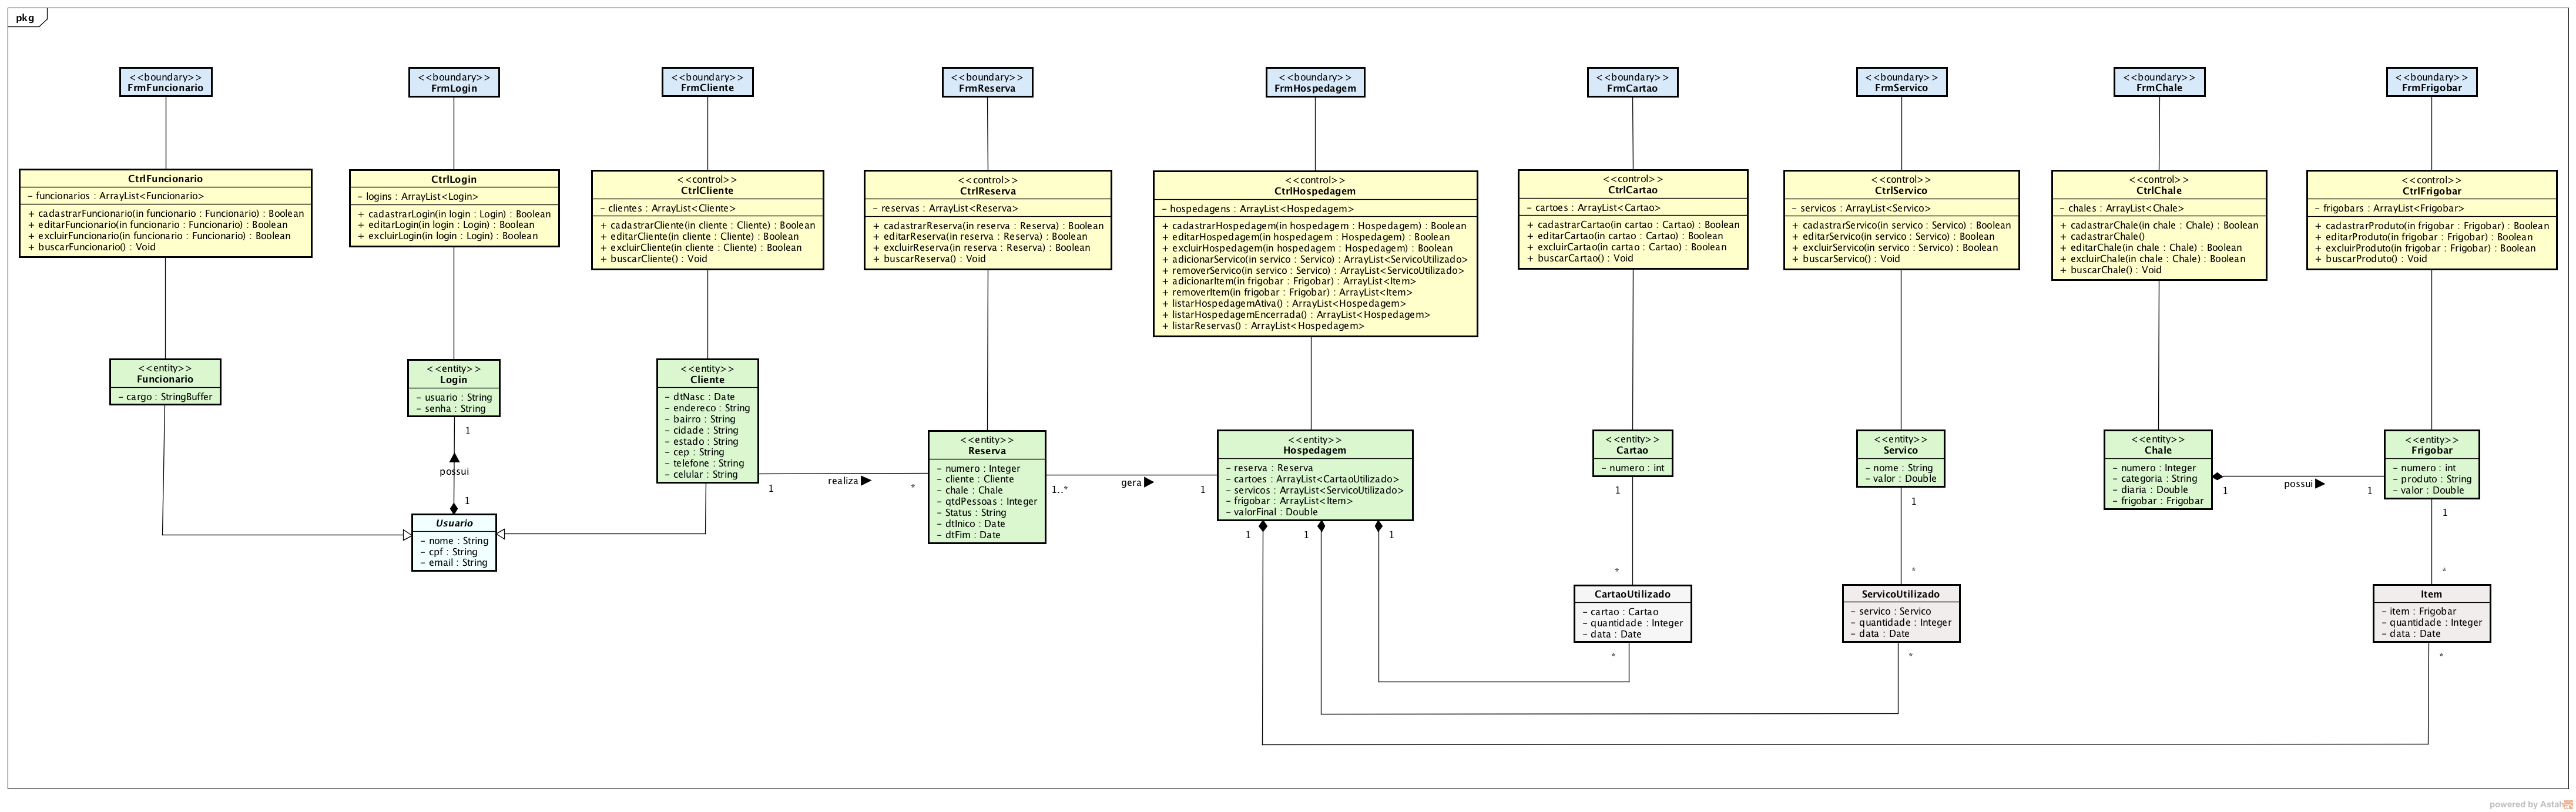 pkg
<<boundary>>
FrmFuncionario
<<boundary>>
FrmLogin
<<boundary>>
FrmCliente
<<boundary>>
FrmReserva
<<boundary>>
FrmHospedagem
<<boundary>>
FrmCartao
<<boundary>>
FrmServico
<<boundary>>
FrmChale
<<boundary>>
FrmFrigobar
CtrlFuncionario
– funcionarios : ArrayList<Funcionario>
+ cadastrarFuncionario(in funcionario : Funcionario) : Boolean
+ editarFuncionario(in funcionario : Funcionario) : Boolean
+ excluirFuncionario(in funcionario : Funcionario) : Boolean
+ buscarFuncionario() : Void
CtrlLogin
– logins : ArrayList<Login>
+ cadastrarLogin(in login : Login) : Boolean
+ editarLogin(in login : Login) : Boolean
+ excluirLogin(in login : Login) : Boolean
<<control>>
CtrlCliente
– clientes : ArrayList<Cliente>
+ cadastrarCliente(in cliente : Cliente) : Boolean
+ editarCliente(in cliente : Cliente) : Boolean
+ exlcuirCliente(in cliente : Cliente) : Boolean
+ buscarCliente() : Void
<<control>>
CtrlReserva
– reservas : ArrayList<Reserva>
+ cadastrarReserva(in reserva : Reserva) : Boolean
+ editarReserva(in reserva : Reserva) : Boolean
+ excluirReserva(in reserva : Reserva) : Boolean
+ buscarReserva() : Void
<<control>>
CtrlHospedagem
– hospedagens : ArrayList<Hospedagem>
+ cadastrarHospedagem(in hospedagem : Hospedagem) : Boolean
+ editarHospedagem(in hospedagem : Hospedagem) : Boolean
+ excluirHospedagem(in hospedagem : Hospedagem) : Boolean
+ adicionarServico(in servico : Servico) : ArrayList<ServicoUtilizado>
+ removerServico(in servico : Servico) : ArrayList<ServicoUtilizado>
+ adicionarItem(in frigobar : Frigobar) : ArrayList<Item>
+ removerItem(in frigobar : Frigobar) : ArrayList<Item>
+ listarHospedagemAtiva() : ArrayList<Hospedagem>
+ listarHospedagemEncerrada() : ArrayList<Hospedagem>
+ listarReservas() : ArrayList<Hospedagem>
<<control>>
CtrlCartao
– cartoes : ArrayList<Cartao>
+ cadastrarCartao(in cartao : Cartao) : Boolean
+ editarCartao(in cartao : Cartao) : Boolean
+ excluirCartao(in cartao : Cartao) : Boolean
+ buscarCartao() : Void
<<control>>
CtrlServico
– servicos : ArrayList<Servico>
+ cadastrarServico(in servico : Servico) : Boolean
+ editarServico(in servico : Servico) : Boolean
+ excluirServico(in servico : Servico) : Boolean
+ buscarServico() : Void
<<control>>
CtrlChale
– chales : ArrayList<Chale>
+ cadastrarChale(in chale : Chale) : Boolean
+ cadastrarChale()
+ editarChale(in chale : Chale) : Boolean
+ excluirChale(in chale : Chale) : Boolean
+ buscarChale() : Void
<<control>>
CtrlFrigobar
– frigobars : ArrayList<Frigobar>
+ cadastrarProduto(in frigobar : Frigobar) : Boolean
+ editarProduto(in frigobar : Frigobar) : Boolean
+ excluirProduto(in frigobar : Frigobar) : Boolean
+ buscarProduto() : Void
<<entity>>
Funcionario
– cargo : StringBuffer
<<entity>>
Login
– usuario : String
– senha : String
1
possui
1
Usuario
– nome : String
– cpf : String
– email : String
<<entity>>
Cliente
– dtNasc : Date
– endereco : String
– bairro : String
– cidade : String
– estado : String
– cep : String
– telefone : String
– celular : String
1
realiza
*
<<entity>>
Reserva
– numero : Integer
– cliente : Cliente
– chale : Chale
– qtdPessoas : Integer
– Status : String
– dtInico : Date
– dtFim : Date
1..*
gera
1
<<entity>>
Hospedagem
– reserva : Reserva
– cartoes : ArrayList<CartaoUtilizado>
– servicos : ArrayList<ServicoUtilizado>
– frigobar : ArrayList<Item>
– valorFinal : Double
1
1
1
<<entity>>
Cartao
– numero : int
1
*
CartaoUtilizado
– cartao : Cartao
– quantidade : Integer
– data : Date
*
<<entity>>
Servico
– nome : String
– valor : Double
1
*
ServicoUtilizado
– servico : Servico
– quantidade : Integer
– data : Date
*
<<entity>>
Chale
– numero : Integer
– categoria : String
– diaria : Double
– frigobar : Frigobar
1
possui
1
<<entity>>
Frigobar
– numero : int
– produto : String
– valor : Double
1
*
Item
– item : Frigobar
– quantidade : Integer
– data : Date
*
powered by Astah